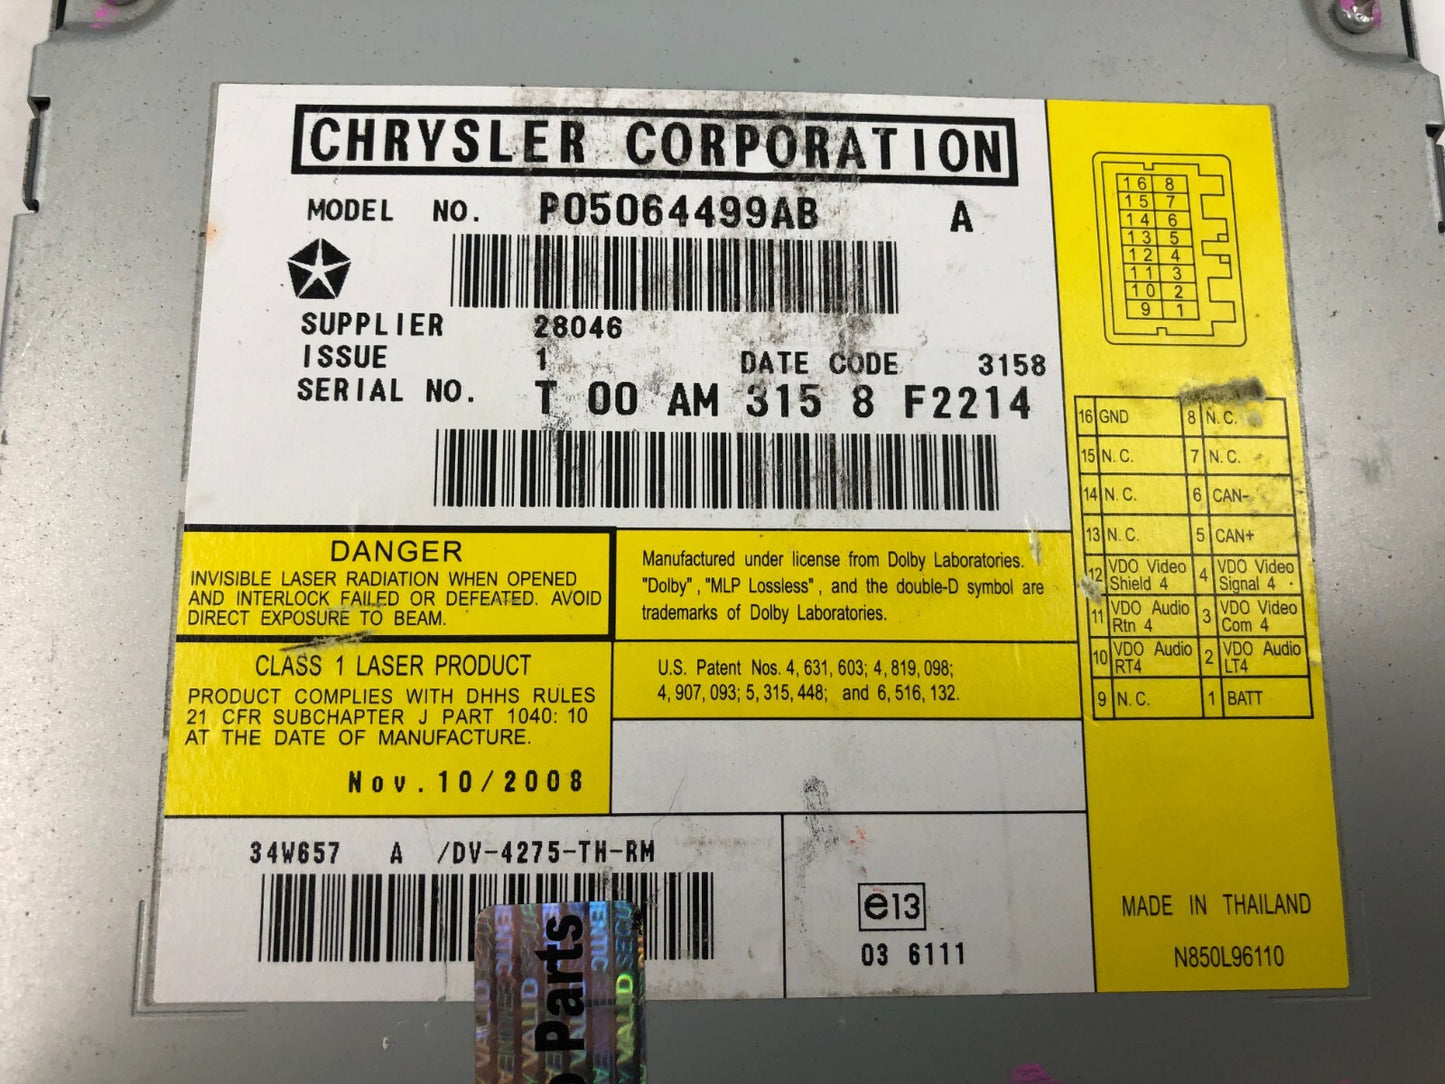 CHRYSLER CORPORATION
MODEL NO. P05064499AB A
SUPPLIER 28046
ISSUE 1 DATE CODE 3158
SERIAL NO. T 00 AM 315 8 F2214
DANGER
INVISIBLE LASER RADIATION WHEN OPENED
AND INTERLOCK FAILED OR DEFEATED. AVOID
DIRECT EXPOSURE TO BEAM.
CLASS 1 LASER PRODUCT
PRODUCT COMPLIES WITH DHHS RULES
21 CFR SUBCHAPTER J PART 1040: 10
AT THE DATE OF MANUFACTURE.
Nov. 10/2008
Manufactured under license from Dolby Laboratories.
"Dolby", "MLP Lossless", and the double-D symbol are
trademarks of Dolby Laboratories.
U.S. Patent Nos. 4, 631, 603; 4, 819, 098;
4, 907, 093; 5, 315, 448; and 6, 516, 132.
34W657 A /DV-4275-TH-RM
e13
03 6111
16 8
15 7
14 6
13 5
12 4
11 3
10 2
9 1
16 GND 8 N.C.
15 N.C. 7 N.C.
14 N.C. 6 CAN-
13 N.C. 5 CAN+
12 VDO Video Shield 4 4 VDO Video Signal 4
11 VDO Audio Rtn 4 3 VDO Video Com 4
10 VDO Audio RT4 2 VDO Audio LT4
9 N.C. 1 BATT
MADE IN THAILAND
N850L96110
Parts
VALID